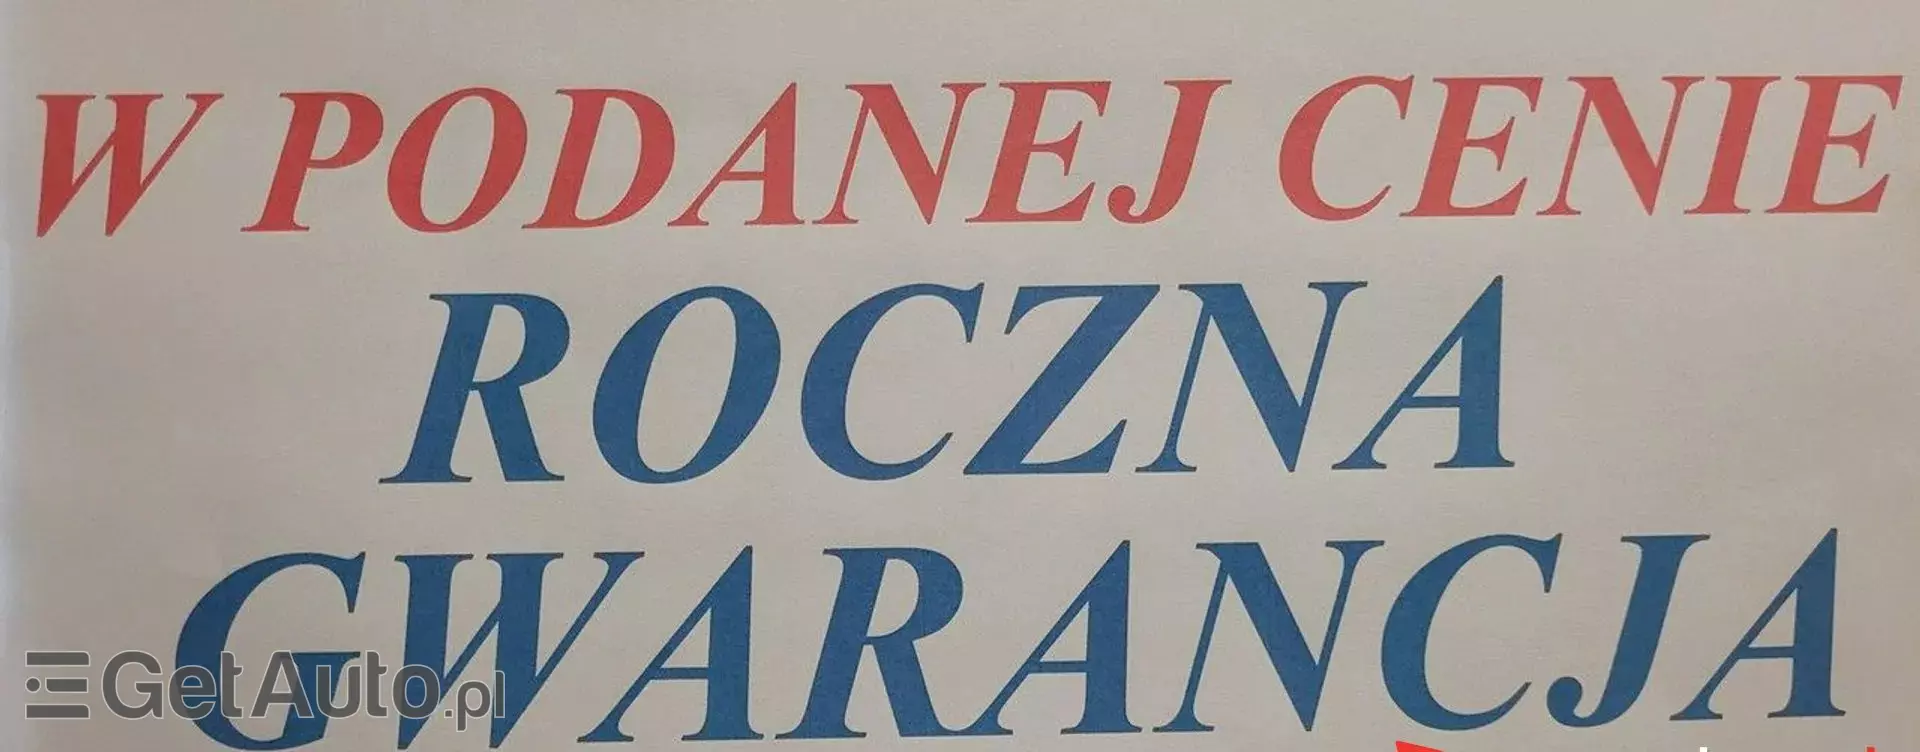 W PODANEJ CENIE
ROCZNA
GWARANCJA
GetAuto.pl